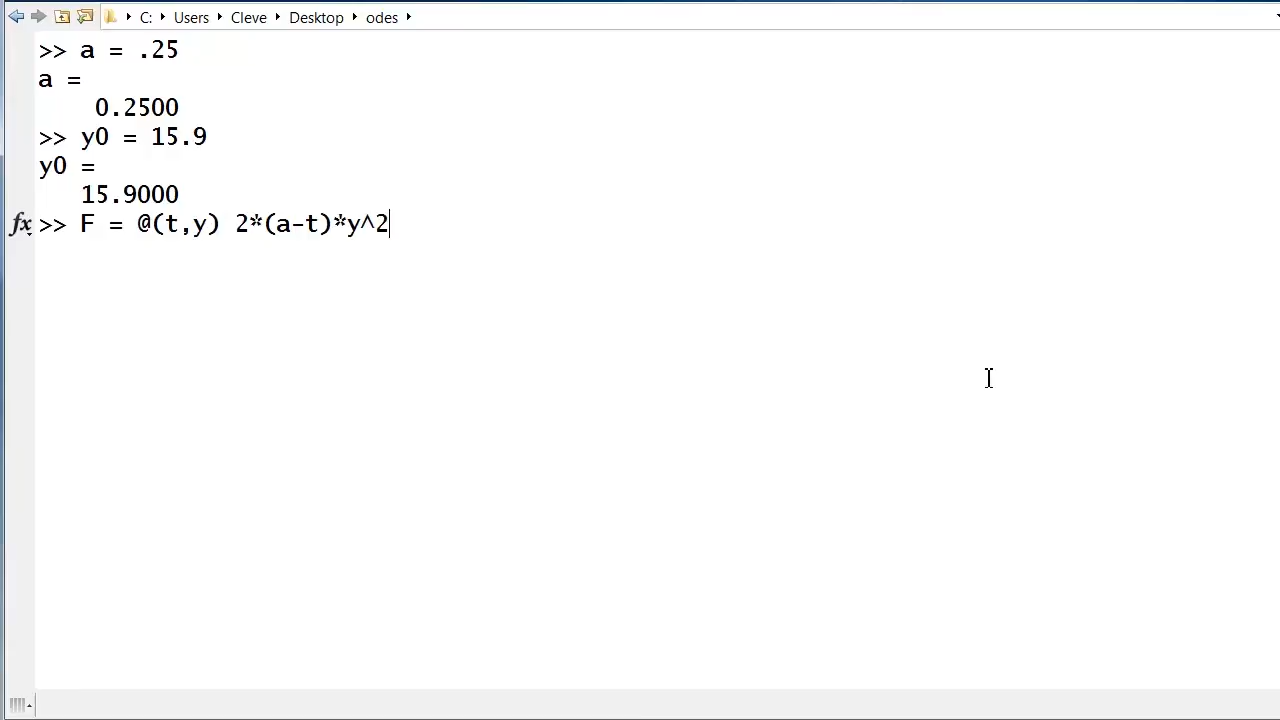 C: Users Cleve Desktop odes
>> a = .25
a =
0.2500
>> y0 = 15.9
y0 =
15.9000
fx >> F = @(t,y) 2*(a-t)*y^2